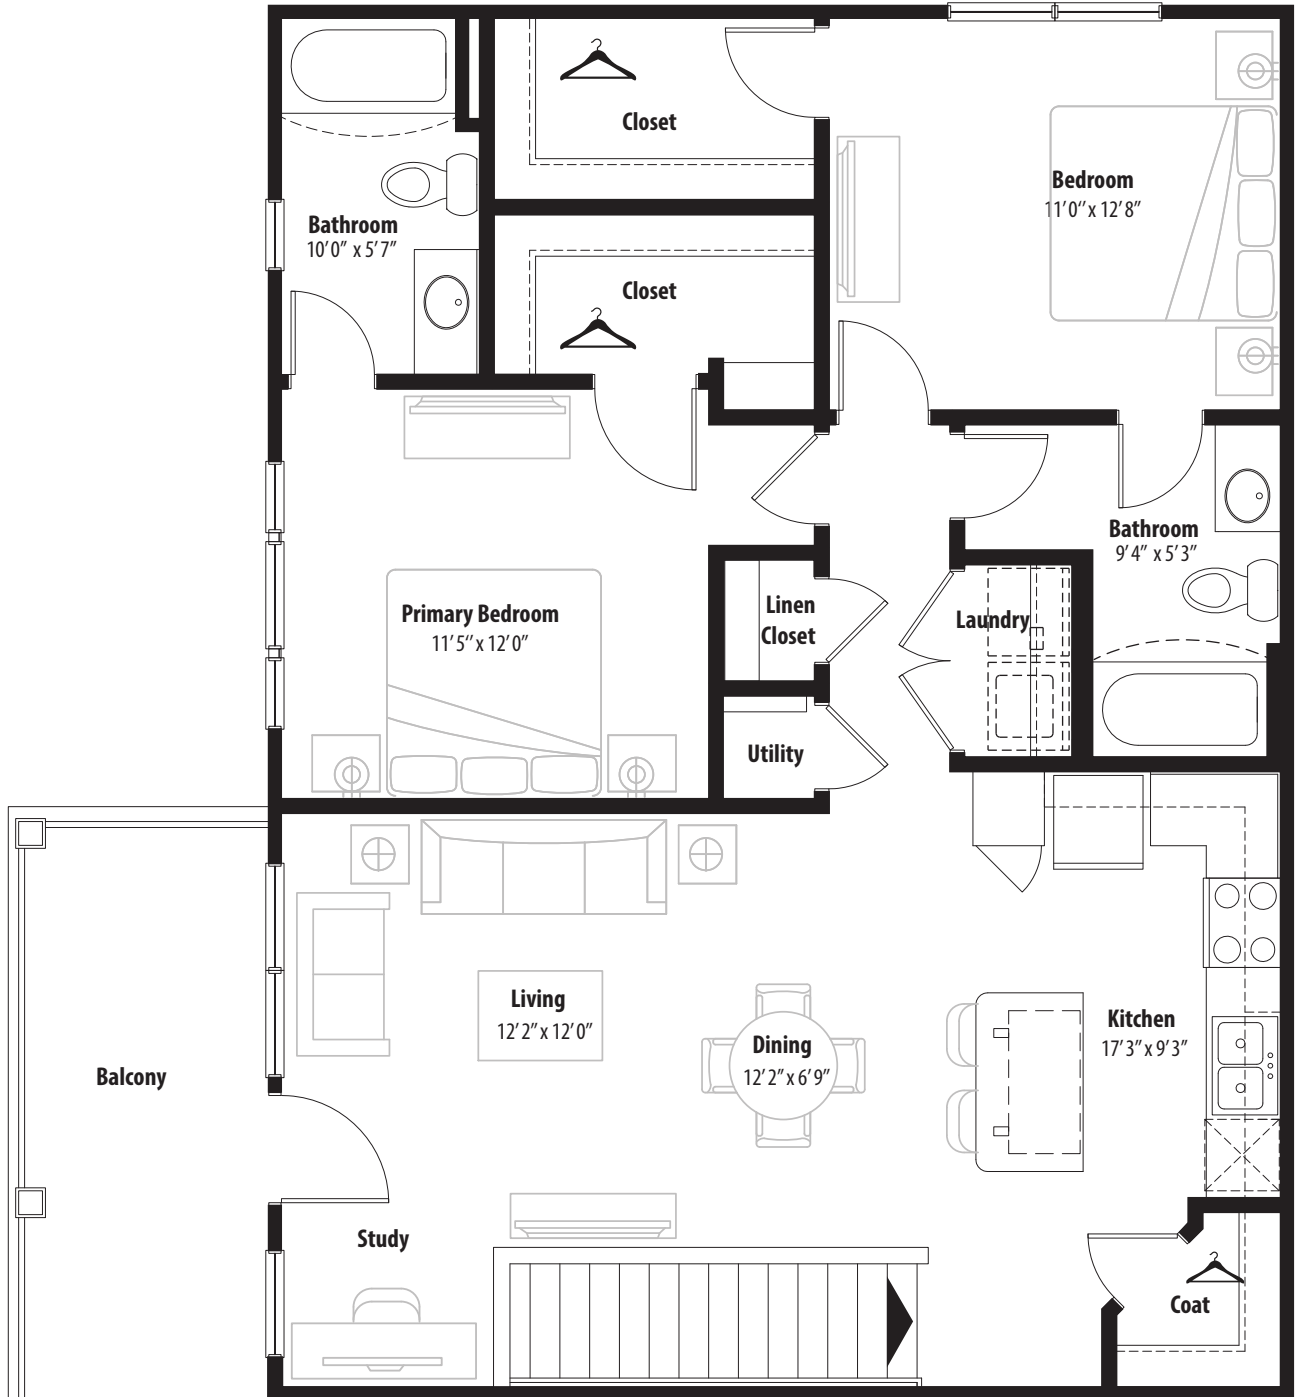 Closet
Bedroom
11'0" x 12'8"
Bathroom
10'0" x 5'7"
Closet
Bathroom
9'4" x 5'3"
Primary Bedroom
11'5" x 12'0"
Linen
Closet
Laundry
Utility
Living
12'2" x 12'0"
Dining
12'2" x 6'9"
Kitchen
17'3" x 9'3"
Balcony
Study
Coat